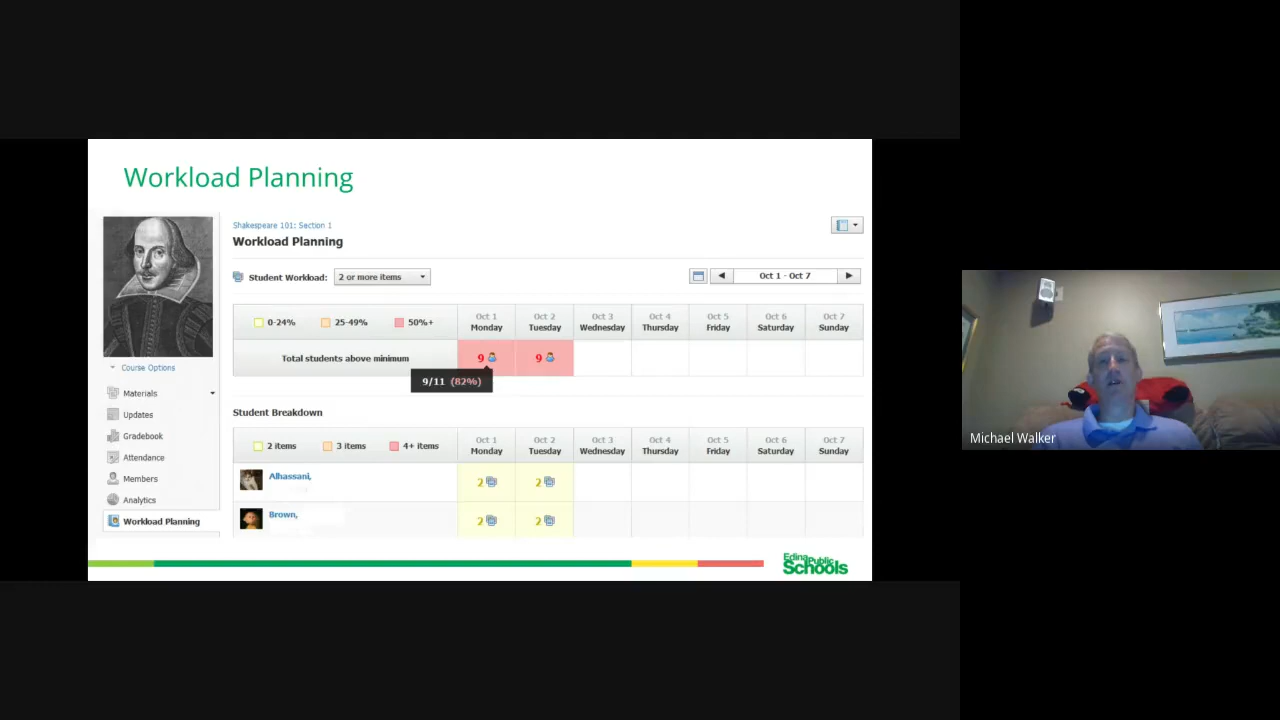 Workload Planning
Shakespeare 101: Section 1
Workload Planning
Student Workload: 2 or more items
Oct 1 - Oct 7
0-24% 25-49% 50%+
Oct 1 Oct 2 Oct 3 Oct 4 Oct 5 Oct 6 Oct 7
Monday Tuesday Wednesday Thursday Friday Saturday Sunday
Total students above minimum 9 9
9/11 (82%)
Course Options
Materials
Updates
Gradebook
Attendance
Members
Analytics
Workload Planning
Student Breakdown
2 items 3 items 4+ items
Oct 1 Oct 2 Oct 3 Oct 4 Oct 5 Oct 6 Oct 7
Monday Tuesday Wednesday Thursday Friday Saturday Sunday
Alhassani, 2 2
Brown, 2 2
Edina Public
Schools
Michael Walker